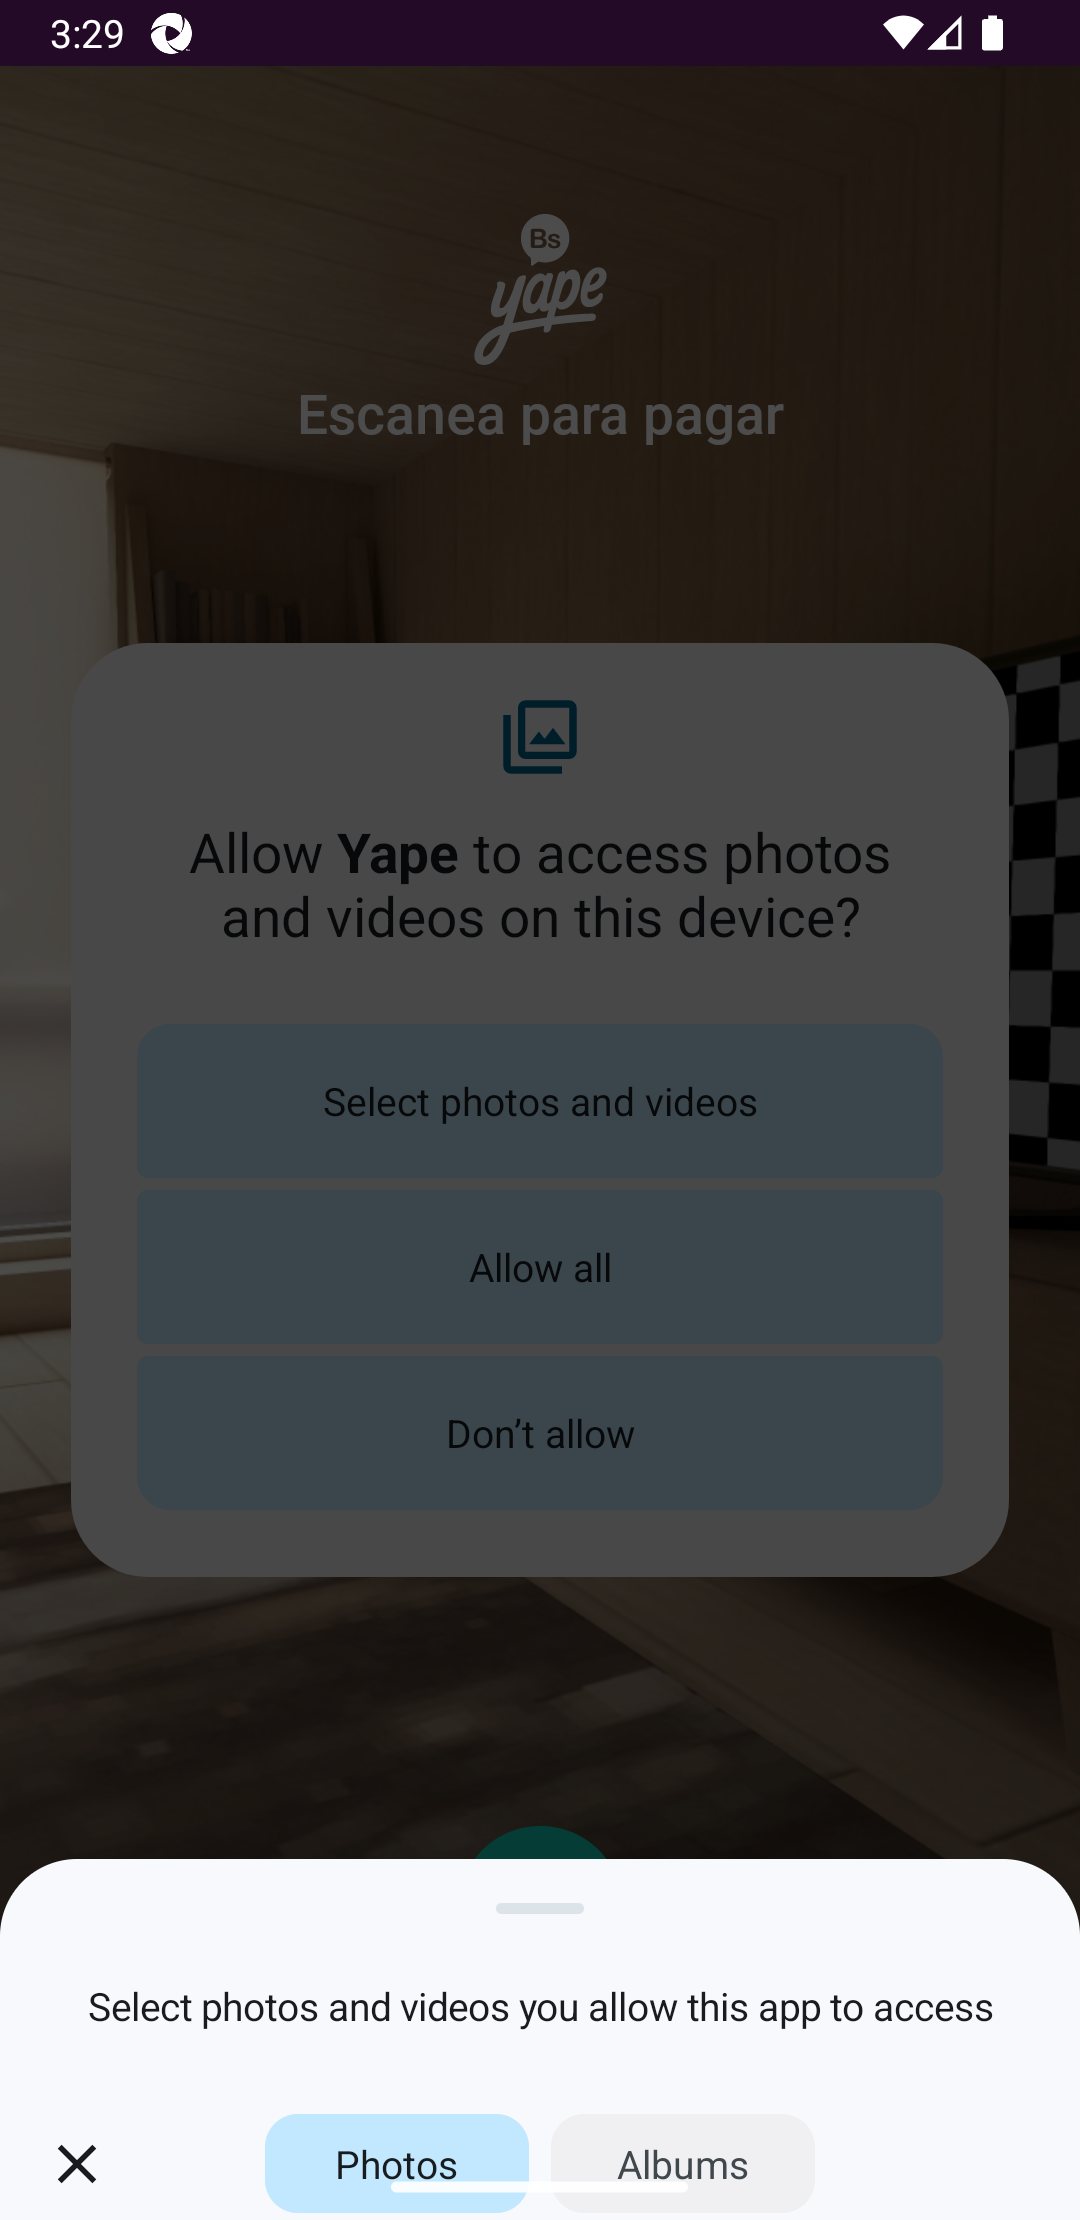 3:29
Bs
yape
Escanea para pagar
Allow Yape to access photos
and videos on this device?
Select photos and videos
Allow all
Don’t allow
Select photos and videos you allow this app to access
Photos
Albums